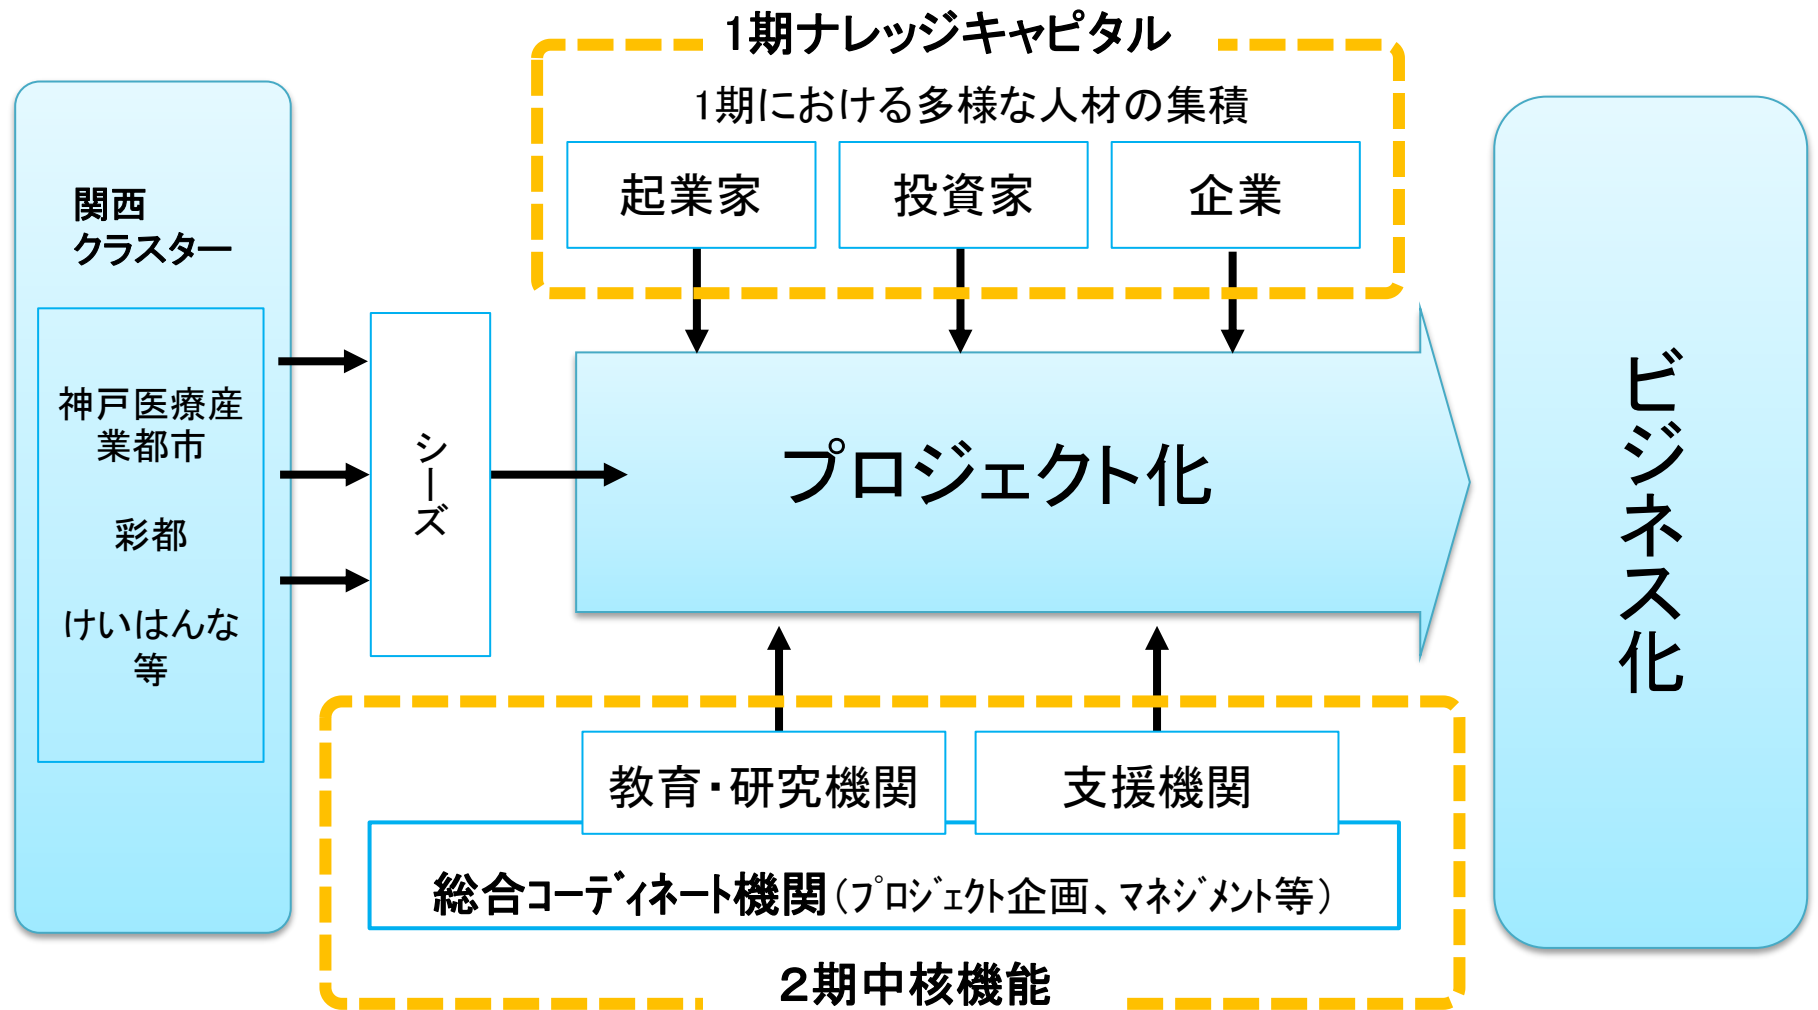 1期ナレッジキャピタル
1期における多様な人材の集積
起業家
投資家
企業
関西
クラスター
神戸医療産
業都市
彩都
けいはんな
等
シーズ
プロジェクト化
ビジネス化
教育・研究機関
支援機関
総合コーディネート機関(プロジェクト企画、マネジメント等)
2期中核機能